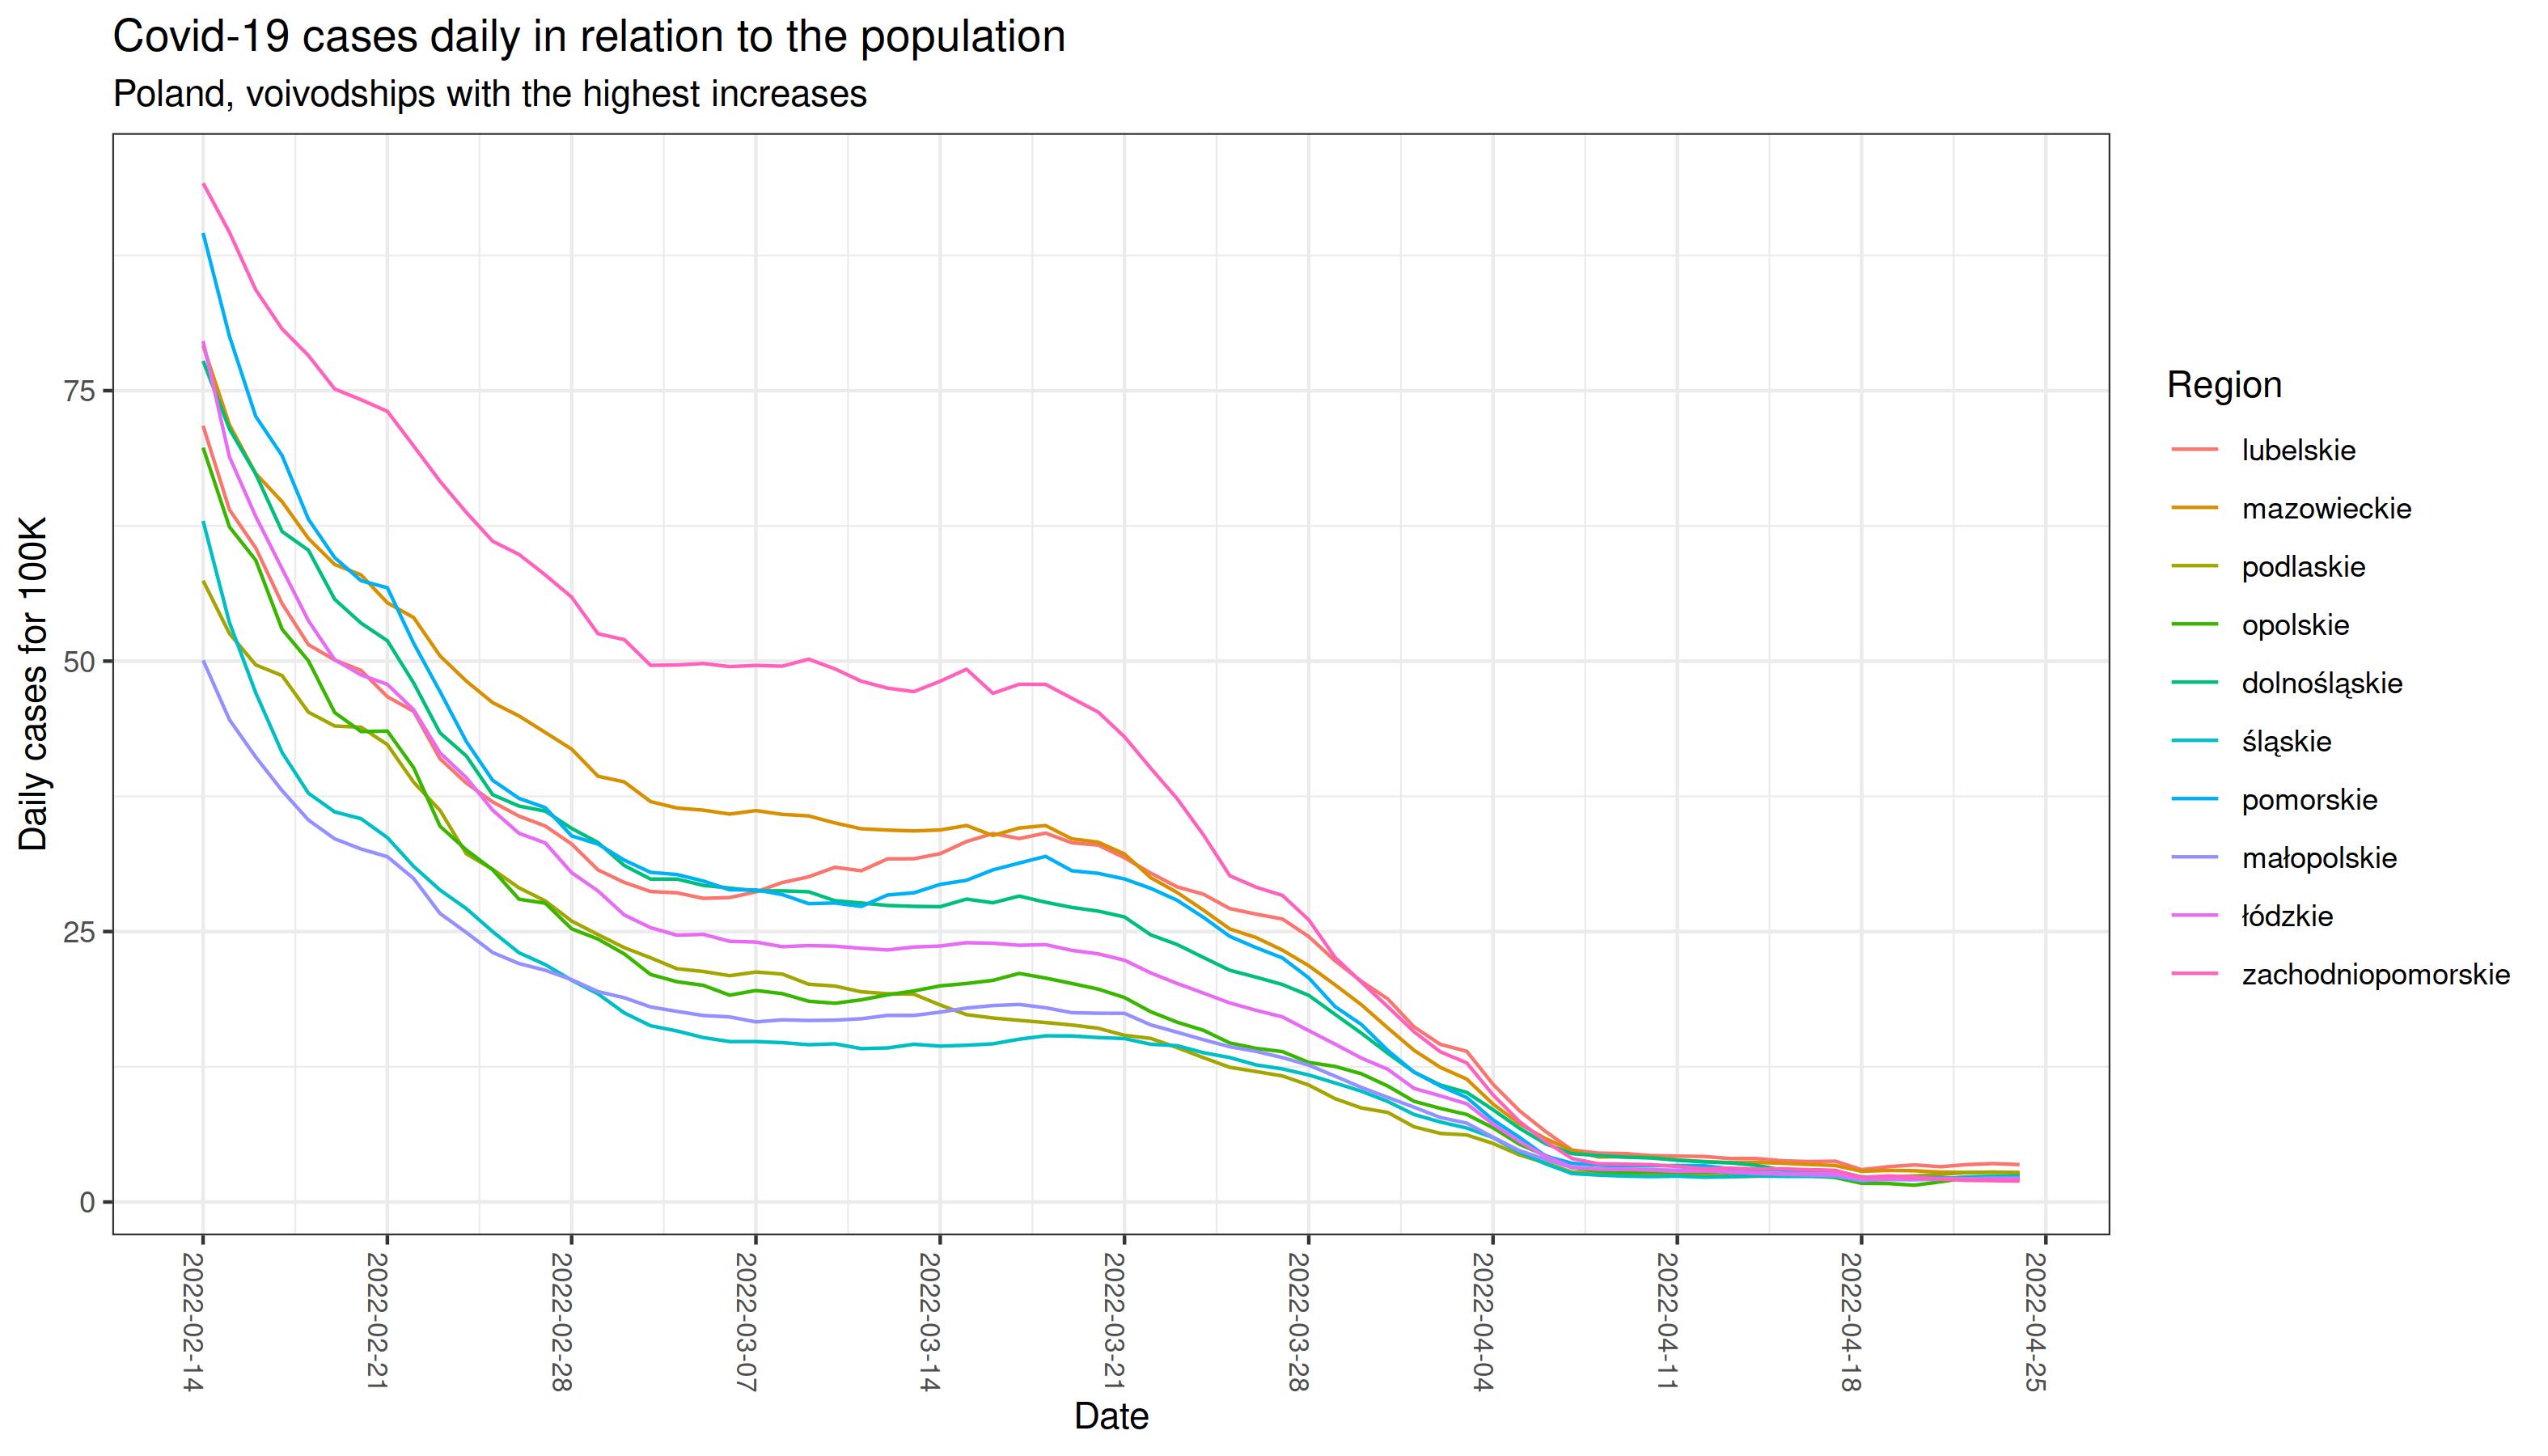 Covid-19 cases daily in relation to the population
Poland, voivodships with the highest increases
Daily cases for 100K
75
50
25
0
2022-02-14
2022-02-21
2022-02-28
2022-03-07
2022-03-14
2022-03-21
2022-03-28
2022-04-04
2022-04-11
2022-04-18
2022-04-25
Date
Region
lubelskie
mazowieckie
podlaskie
opolskie
dolnośląskie
śląskie
pomorskie
małopolskie
łódzkie
zachodniopomorskie